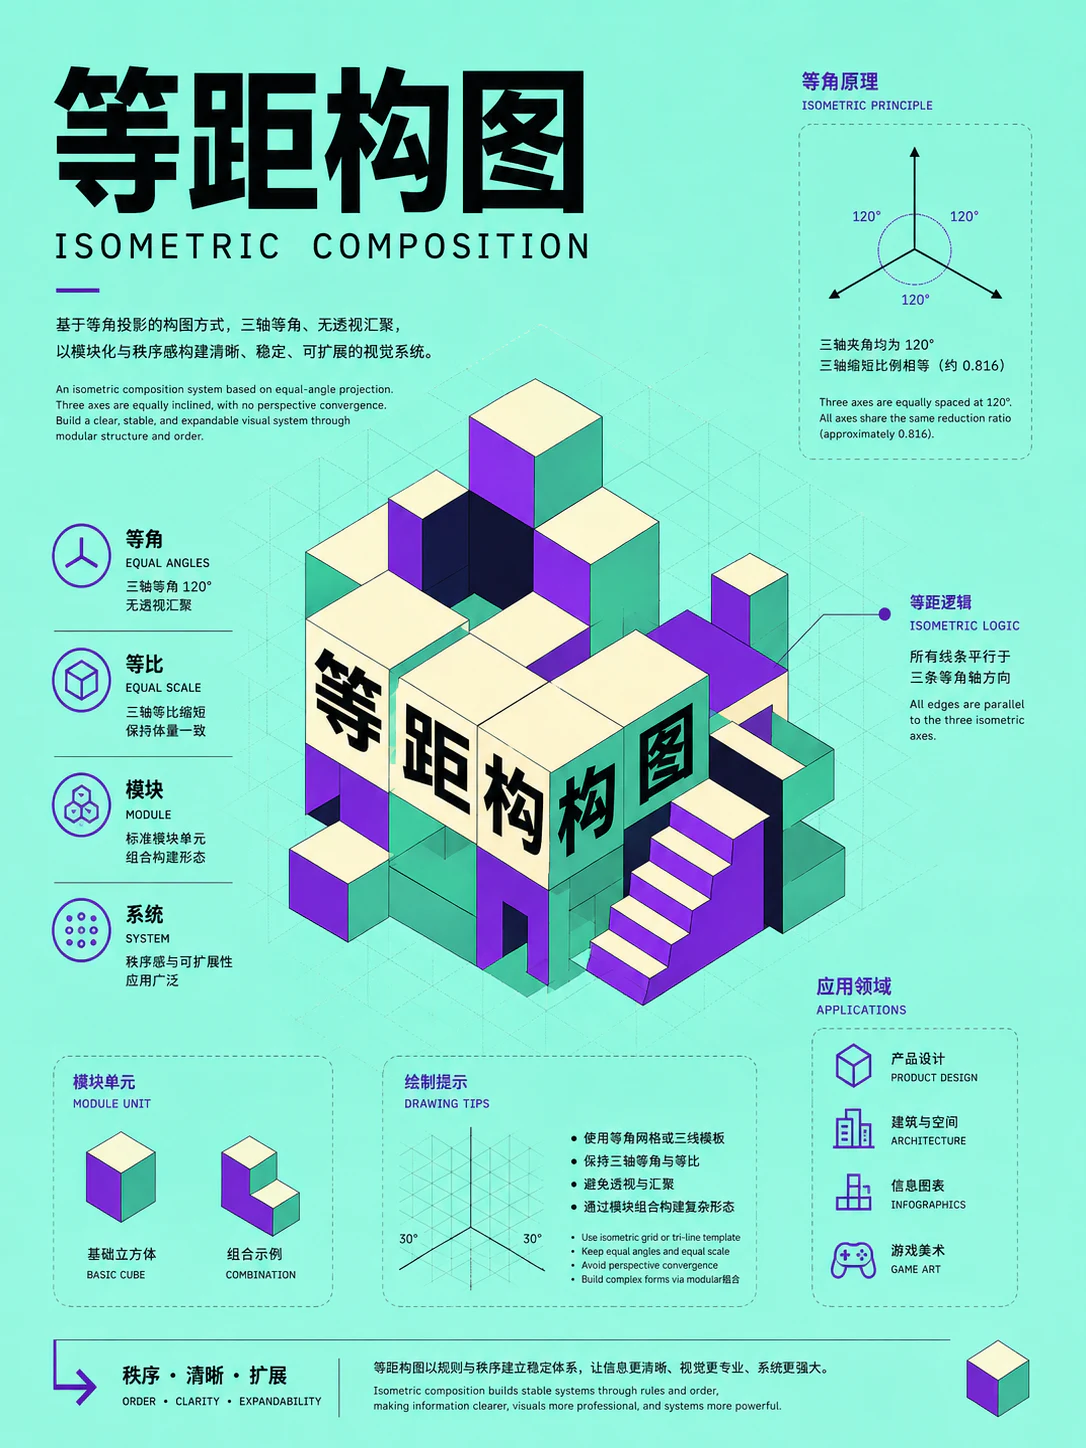 等距构图
ISOMETRIC COMPOSITION
基于等角投影的构图方式，三轴等角、无透视汇聚，
以模块化与秩序感构建清晰、稳定、可扩展的视觉系统。
An isometric composition system based on equal-angle projection.
Three axes are equally inclined, with no perspective convergence.
Build a clear, stable, and expandable visual system through
modular structure and order.
等角原理
ISOMETRIC PRINCIPLE
120°
120°
120°
三轴夹角均为 120°
三轴缩短比例相等（约 0.816）
Three axes are equally spaced at 120°.
All axes share the same reduction ratio
(approximately 0.816).
等角
EQUAL ANGLES
三轴等角 120°
无透视汇聚
等比
EQUAL SCALE
三轴等比缩短
保持体量一致
模块
MODULE
标准模块单元
组合构建形态
系统
SYSTEM
秩序感与可扩展性
应用广泛
等距构构图
等距逻辑
ISOMETRIC LOGIC
所有线条平行于
三条等角轴方向
All edges are parallel
to the three isometric
axes.
模块单元
MODULE UNIT
基础立方体
BASIC CUBE
组合示例
COMBINATION
绘制提示
DRAWING TIPS
30°
30°
• 使用等角网格或三线模板
• 保持三轴等角与等比
• 避免透视与汇聚
• 通过模块组合构建复杂形态
• Use isometric grid or tri-line template
• Keep equal angles and equal scale
• Avoid perspective convergence
• Build complex forms via modular组合
应用领域
APPLICATIONS
产品设计
PRODUCT DESIGN
建筑与空间
ARCHITECTURE
信息图表
INFOGRAPHICS
游戏美术
GAME ART
秩序 • 清晰 • 扩展
ORDER • CLARITY • EXPANDABILITY
等距构图以规则与秩序建立稳定体系，让信息更清晰、视觉更专业、系统更强大。
Isometric composition builds stable systems through rules and order,
making information clearer, visuals more professional, and systems more powerful.